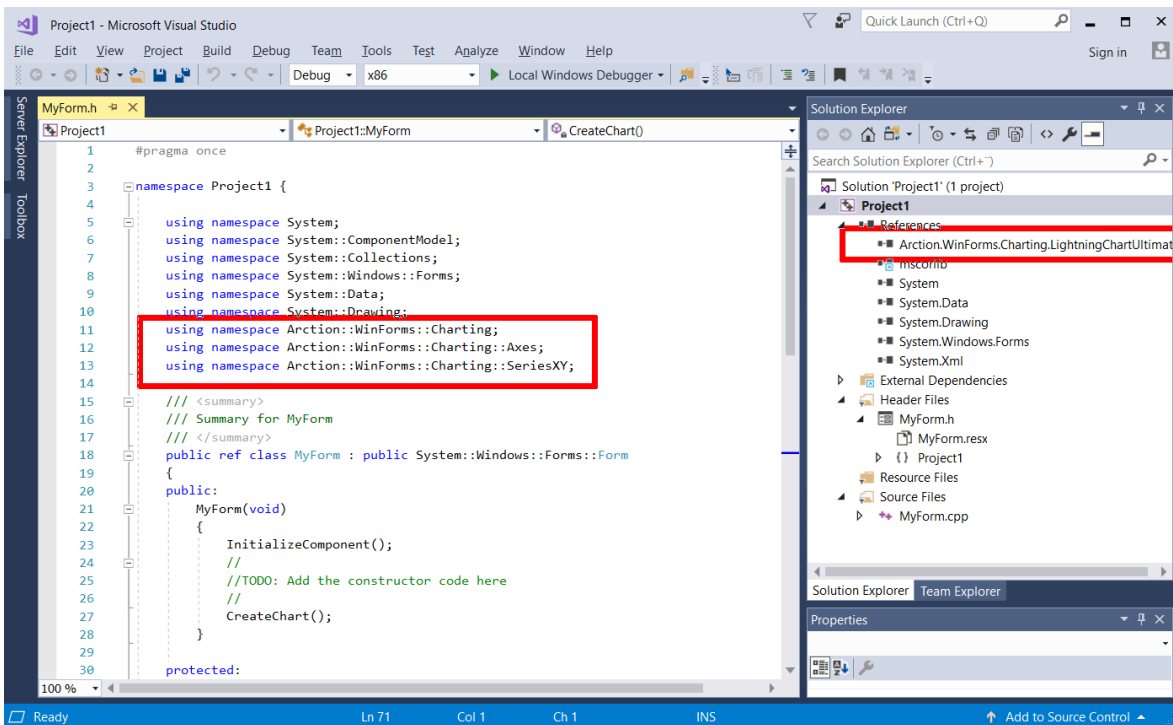 Project1 - Microsoft Visual Studio
Quick Launch (Ctrl+Q)
File Edit View Project Build Debug Team Tools Test Analyze Window Help
Sign in
Debug x86 Local Windows Debugger
Server Explorer
Toolbox
MyForm.h
Project1 Project1::MyForm CreateChart()
1 #pragma once
2
3 namespace Project1 {
4
5 using namespace System;
6 using namespace System::ComponentModel;
7 using namespace System::Collections;
8 using namespace System::Windows::Forms;
9 using namespace System::Data;
10 using namespace System::Drawing;
11 using namespace Arction::WinForms::Charting;
12 using namespace Arction::WinForms::Charting::Axes;
13 using namespace Arction::WinForms::Charting::SeriesXY;
14
15 /// <summary>
16 /// Summary for MyForm
17 /// </summary>
18 public ref class MyForm : public System::Windows::Forms::Form
19 {
20 public:
21 MyForm(void)
22 {
23 InitializeComponent();
24 //
25 //TODO: Add the constructor code here
26 //
27 CreateChart();
28 }
29
30 protected:
100 %
Solution Explorer
Search Solution Explorer (Ctrl+¨)
Solution 'Project1' (1 project)
Project1
References
Arction.WinForms.Charting.LightningChartUltimat
mscorlib
System
System.Data
System.Drawing
System.Windows.Forms
System.Xml
External Dependencies
Header Files
MyForm.h
MyForm.resx
{ } Project1
Resource Files
Source Files
MyForm.cpp
Solution Explorer Team Explorer
Properties
Ready Ln 71 Col 1 Ch 1 INS Add to Source Control